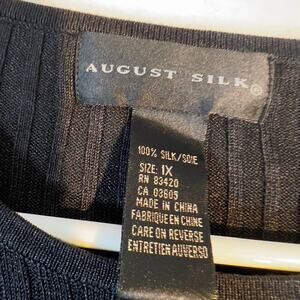 AUGUST SILK®
100% SILK/SOIE
SIZE: 1X
RN 83420
CA 03605
MADE IN CHINA
FABRIQUE EN CHINE
CARE ON REVERSE
ENTRETIEN AU VERSO